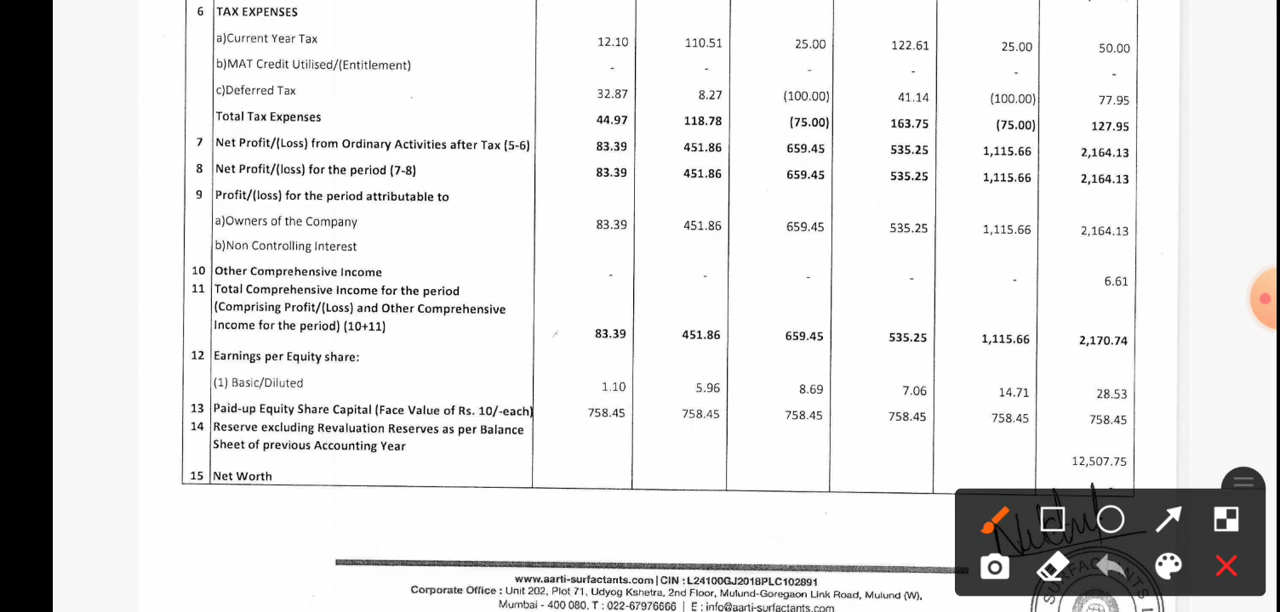 6 TAX EXPENSES
a)Current Year Tax 12.10 110.51 25.00 122.61 25.00 50.00
b)MAT Credit Utilised/(Entitlement) - - - - - -
c)Deferred Tax 32.87 8.27 (100.00) 41.14 (100.00) 77.95
Total Tax Expenses 44.97 118.78 (75.00) 163.75 (75.00) 127.95
7 Net Profit/(Loss) from Ordinary Activities after Tax (5-6) 83.39 451.86 659.45 535.25 1,115.66 2,164.13
8 Net Profit/(loss) for the period (7-8) 83.39 451.86 659.45 535.25 1,115.66 2,164.13
9 Profit/(loss) for the period attributable to
a)Owners of the Company 83.39 451.86 659.45 535.25 1,115.66 2,164.13
b)Non Controlling Interest
10 Other Comprehensive Income - - - - - 6.61
11 Total Comprehensive Income for the period
(Comprising Profit/(Loss) and Other Comprehensive
Income for the period) (10+11) 83.39 451.86 659.45 535.25 1,115.66 2,170.74
12 Earnings per Equity share:
(1) Basic/Diluted 1.10 5.96 8.69 7.06 14.71 28.53
13 Paid-up Equity Share Capital (Face Value of Rs. 10/-each) 758.45 758.45 758.45 758.45 758.45 758.45
14 Reserve excluding Revaluation Reserves as per Balance
Sheet of previous Accounting Year 12,507.75
15 Net Worth -
www.aarti-surfactants.com | CIN : L24100GJ2018PLC102891
Corporate Office : Unit 202, Plot 71, Udyog Kshetra, 2nd Floor, Mulund-Goregaon Link Road, Mulund (W),
Mumbai - 400 080, T : 022-67976666 | E : info@aarti-surfactants.com